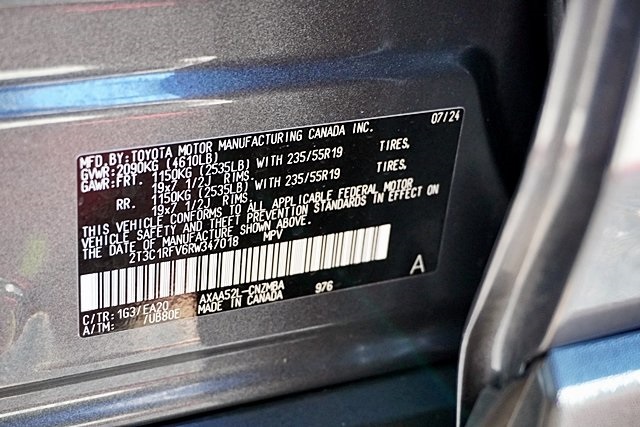 07/24
MFD.BY:TOYOTA MOTOR MANUFACTURING CANADA INC.
GVWR:2090KG (4610LB)
GAWR:FRT. 1150KG (2535LB) WITH 235/55R19 TIRES,
19x7 1/2J RIMS.
RR. 1150KG (2535LB) WITH 235/55R19 TIRES,
19x7 1/2J RIMS.
THIS VEHICLE CONFORMS TO ALL APPLICABLE FEDERAL MOTOR
VEHICLE SAFETY AND THEFT PREVENTION STANDARDS IN EFFECT ON
THE DATE OF MANUFACTURE SHOWN ABOVE.
2T3C1RFV6RW347018 MPV
A
C/TR:1G3/EA20 AXAA52L-CNZMBA 976
A/TM: /UB80E MADE IN CANADA